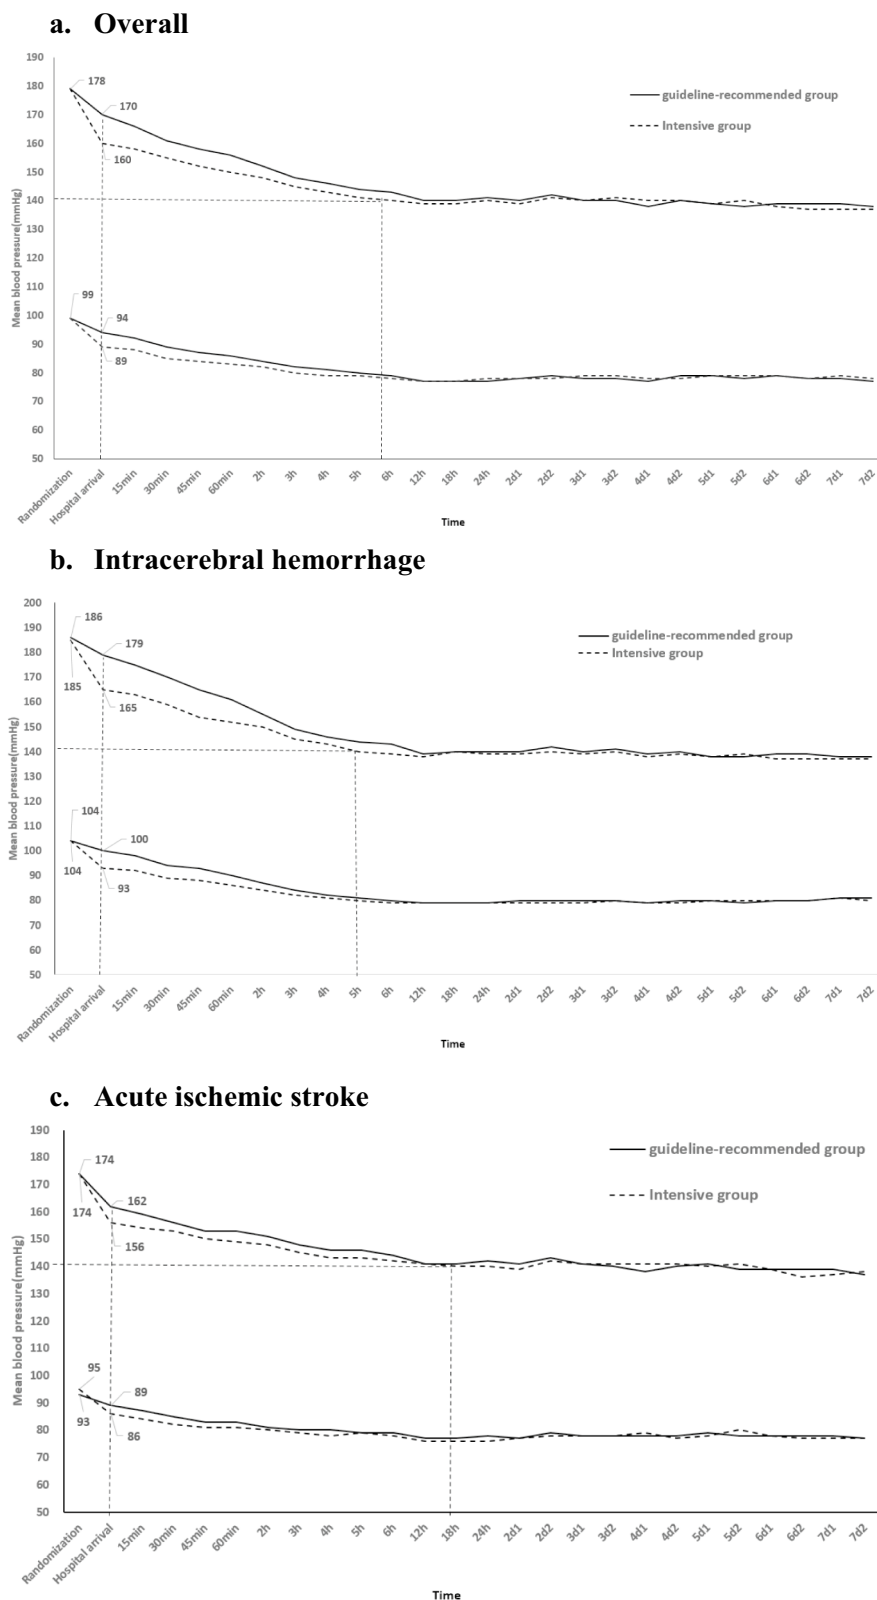 a. Overall
190
180
170
160
150
140
130
120
110
100
90
80
70
60
50
Mean blood pressure(mmHg)
178
170
160
99
94
89
guideline-recommended group
Intensive group
Randomization
Hospital arrival
15min
30min
45min
60min
2h
3h
4h
5h
6h
12h
18h
24h
2d1
2d2
3d1
3d2
4d1
4d2
5d1
5d2
6d1
6d2
7d1
7d2
Time
b. Intracerebral hemorrhage
200
190
180
170
160
150
140
130
120
110
100
90
80
70
60
50
Mean blood pressure(mmHg)
186
179
185
165
104
100
104
93
guideline-recommended group
Intensive group
Randomization
Hospital arrival
15min
30min
45min
60min
2h
3h
4h
5h
6h
12h
18h
24h
2d1
2d2
3d1
3d2
4d1
4d2
5d1
5d2
6d1
6d2
7d1
7d2
Time
c. Acute ischemic stroke
190
180
170
160
150
140
130
120
110
100
90
80
70
60
50
Mean blood pressure(mmHg)
174
162
174
156
95
89
93
86
guideline-recommended group
Intensive group
Randomization
Hospital arrival
15min
30min
45min
60min
2h
3h
4h
5h
6h
12h
18h
24h
2d1
2d2
3d1
3d2
4d1
4d2
5d1
5d2
6d1
6d2
7d1
7d2
Time